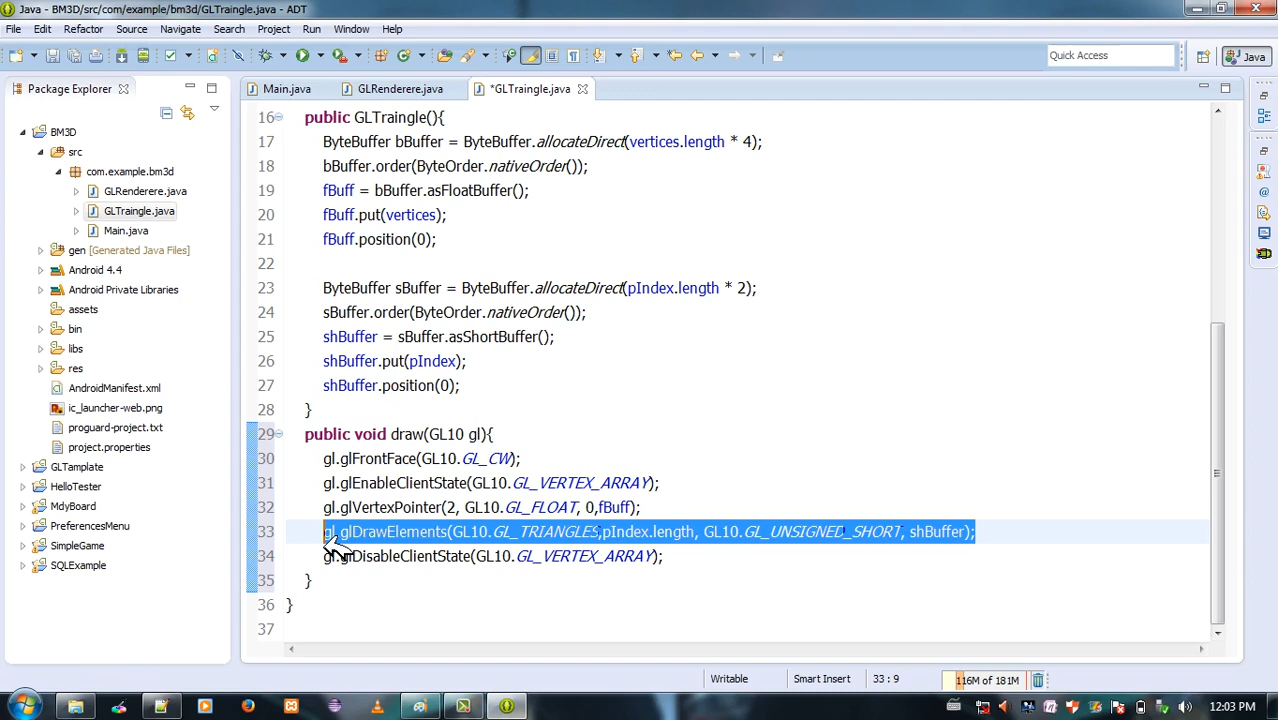 Java - BM3D/src/com/example/bm3d/GLTraingle.java - ADT
File Edit Refactor Source Navigate Search Project Run Window Help
Quick Access
Java
Package Explorer
Main.java
GLRenderere.java
*GLTraingle.java
BM3D
src
com.example.bm3d
GLRenderere.java
GLTraingle.java
Main.java
gen [Generated Java Files]
Android 4.4
Android Private Libraries
assets
bin
libs
res
AndroidManifest.xml
ic_launcher-web.png
proguard-project.txt
project.properties
GLTamplate
HelloTester
MdyBoard
PreferencesMenu
SimpleGame
SQLExample
16 public GLTraingle(){
17 ByteBuffer bBuffer = ByteBuffer.allocateDirect(vertices.length * 4);
18 bBuffer.order(ByteOrder.nativeOrder());
19 fBuff = bBuffer.asFloatBuffer();
20 fBuff.put(vertices);
21 fBuff.position(0);
22
23 ByteBuffer sBuffer = ByteBuffer.allocateDirect(pIndex.length * 2);
24 sBuffer.order(ByteOrder.nativeOrder());
25 shBuffer = sBuffer.asShortBuffer();
26 shBuffer.put(pIndex);
27 shBuffer.position(0);
28 }
29 public void draw(GL10 gl){
30 gl.glFrontFace(GL10.GL_CW);
31 gl.glEnableClientState(GL10.GL_VERTEX_ARRAY);
32 gl.glVertexPointer(2, GL10.GL_FLOAT, 0,fBuff);
33 gl.glDrawElements(GL10.GL_TRIANGLES,pIndex.length, GL10.GL_UNSIGNED_SHORT, shBuffer);
34 gl.glDisableClientState(GL10.GL_VERTEX_ARRAY);
35 }
36 }
37
Writable Smart Insert 33 : 9 116M of 181M
12:03 PM